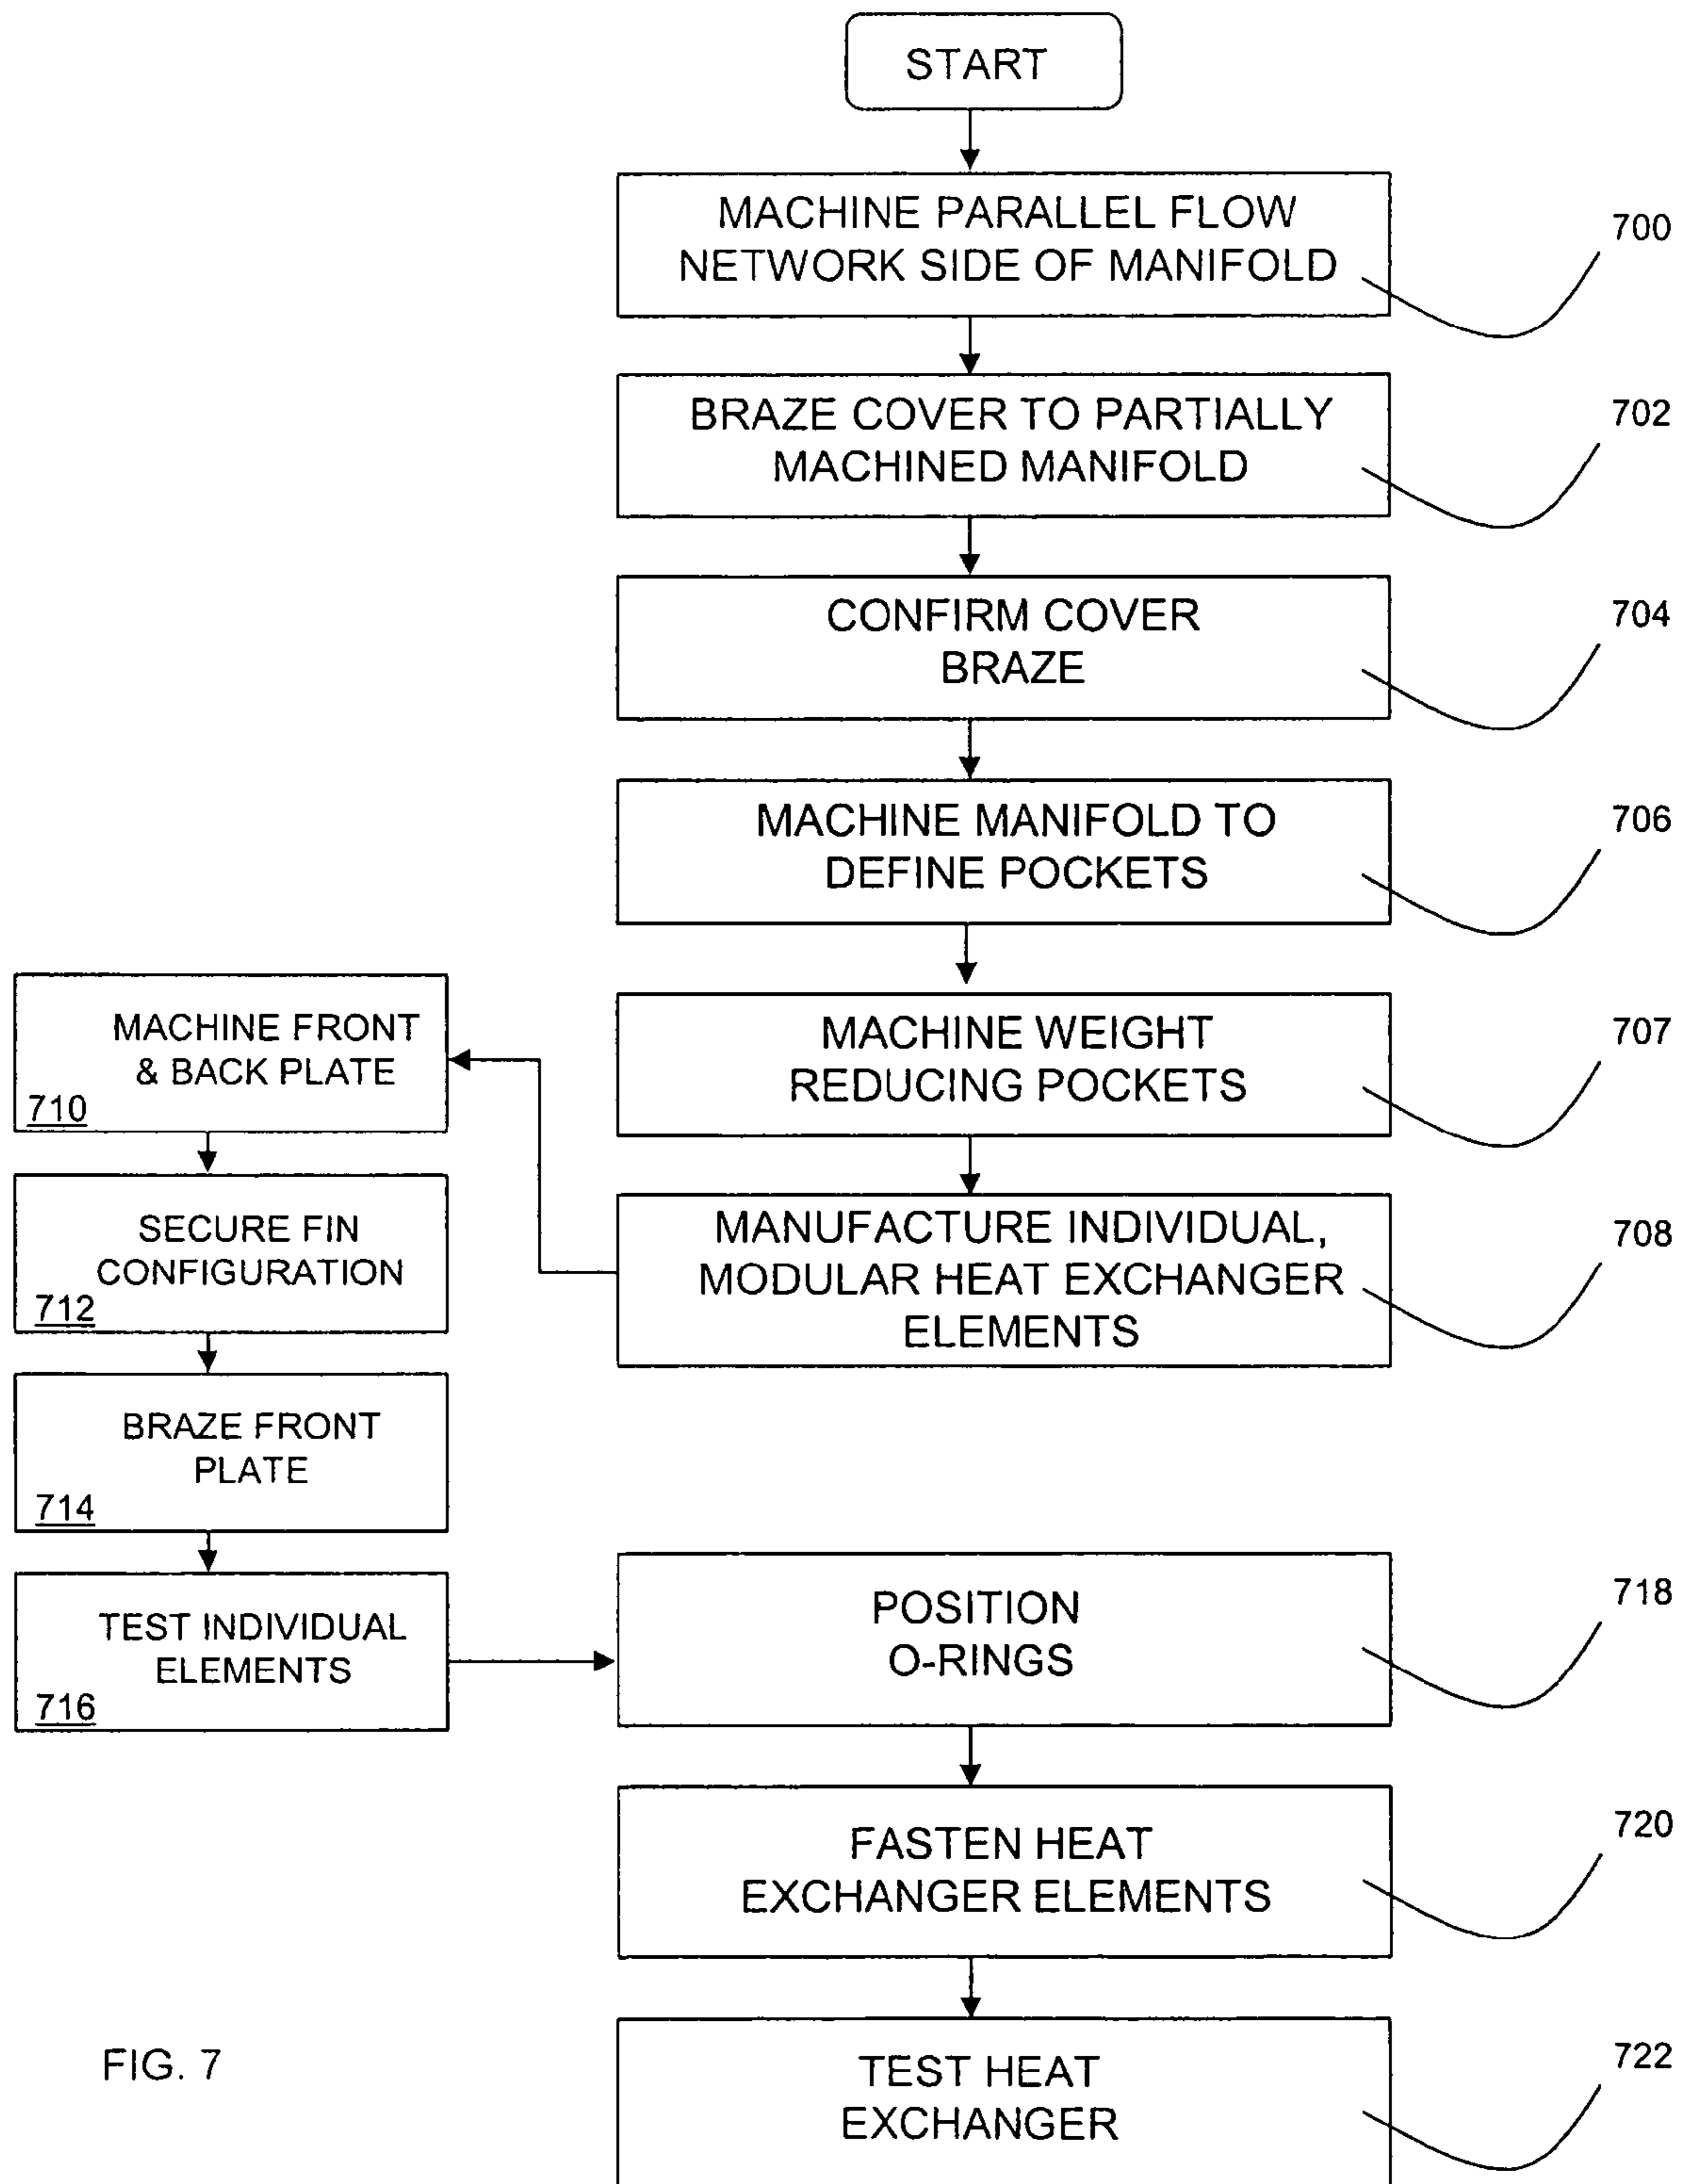 START
MACHINE PARALLEL FLOW
NETWORK SIDE OF MANIFOLD
700
BRAZE COVER TO PARTIALLY
MACHINED MANIFOLD
702
CONFIRM COVER
BRAZE
704
MACHINE MANIFOLD TO
DEFINE POCKETS
706
MACHINE WEIGHT
REDUCING POCKETS
707
MANUFACTURE INDIVIDUAL,
MODULAR HEAT EXCHANGER
ELEMENTS
708
MACHINE FRONT
& BACK PLATE
710
SECURE FIN
CONFIGURATION
712
BRAZE FRONT
PLATE
714
TEST INDIVIDUAL
ELEMENTS
716
POSITION
O-RINGS
718
FASTEN HEAT
EXCHANGER ELEMENTS
720
TEST HEAT
EXCHANGER
722
FIG. 7